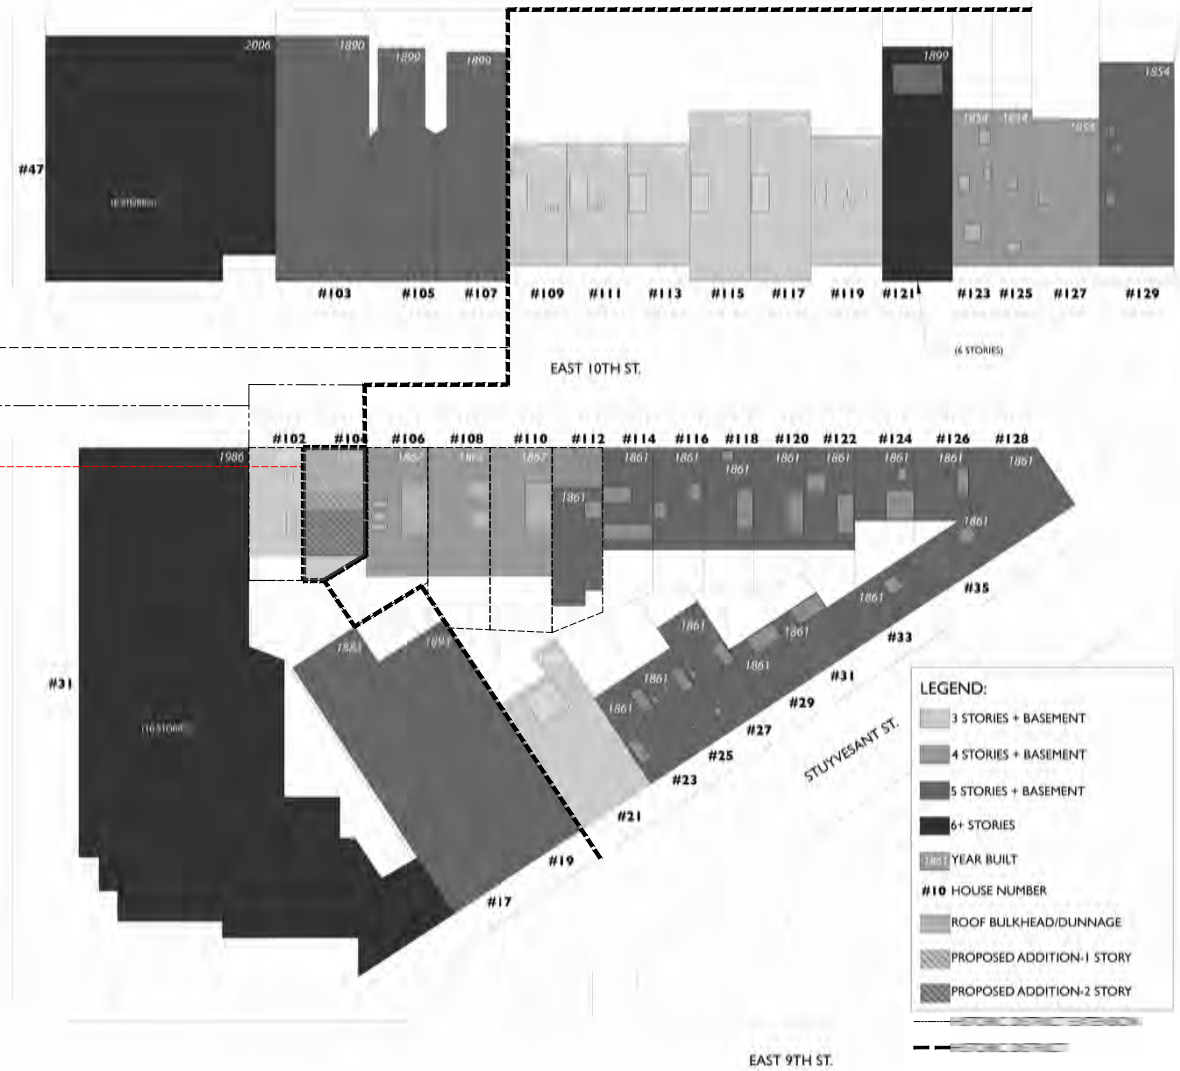 2006 1890 1899 1899 1899 1854
1854 1854
#47
#103 #105 #107 #109 #111 #113 #115 #117 #119 #121 #123 #125 #127 #129
(6 STORIES)
EAST 10TH ST.
#102 #104 #106 #108 #110 #112 #114 #116 #118 #120 #122 #124 #126 #128
1986 1861 1861 1861 1861 1861 1861 1861 1861
1861
1861
#35
1861
#33
1861
1861
1861
#31
1861
#29
1861
#27
#25
#23
#21
#19
#17
#31
STUYVESANT ST.
LEGEND:
3 STORIES + BASEMENT
4 STORIES + BASEMENT
5 STORIES + BASEMENT
6+ STORIES
1861 YEAR BUILT
#10 HOUSE NUMBER
ROOF BULKHEAD/DUNNAGE
PROPOSED ADDITION-1 STORY
PROPOSED ADDITION-2 STORY
EAST 9TH ST.